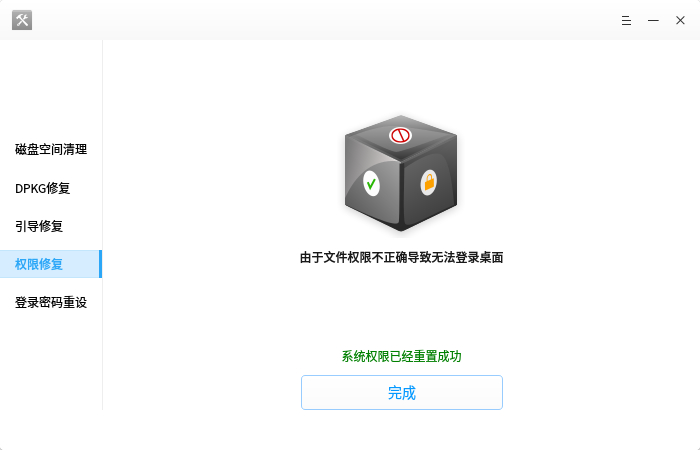 磁盘空间清理
DPKG修复
引导修复
权限修复
登录密码重设
由于文件权限不正确导致无法登录桌面
系统权限已经重置成功
完成